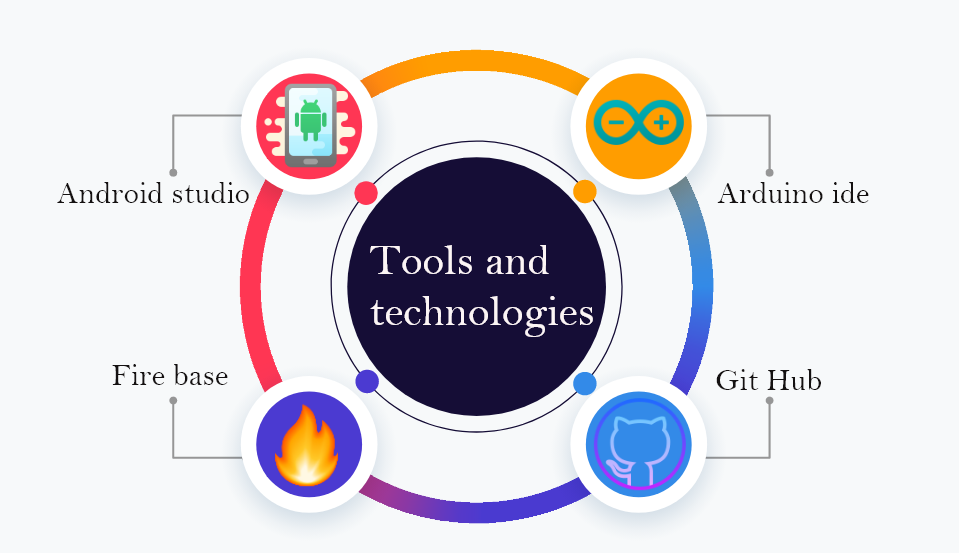 Android studio
Arduino ide
Tools and
technologies
Fire base
Git Hub